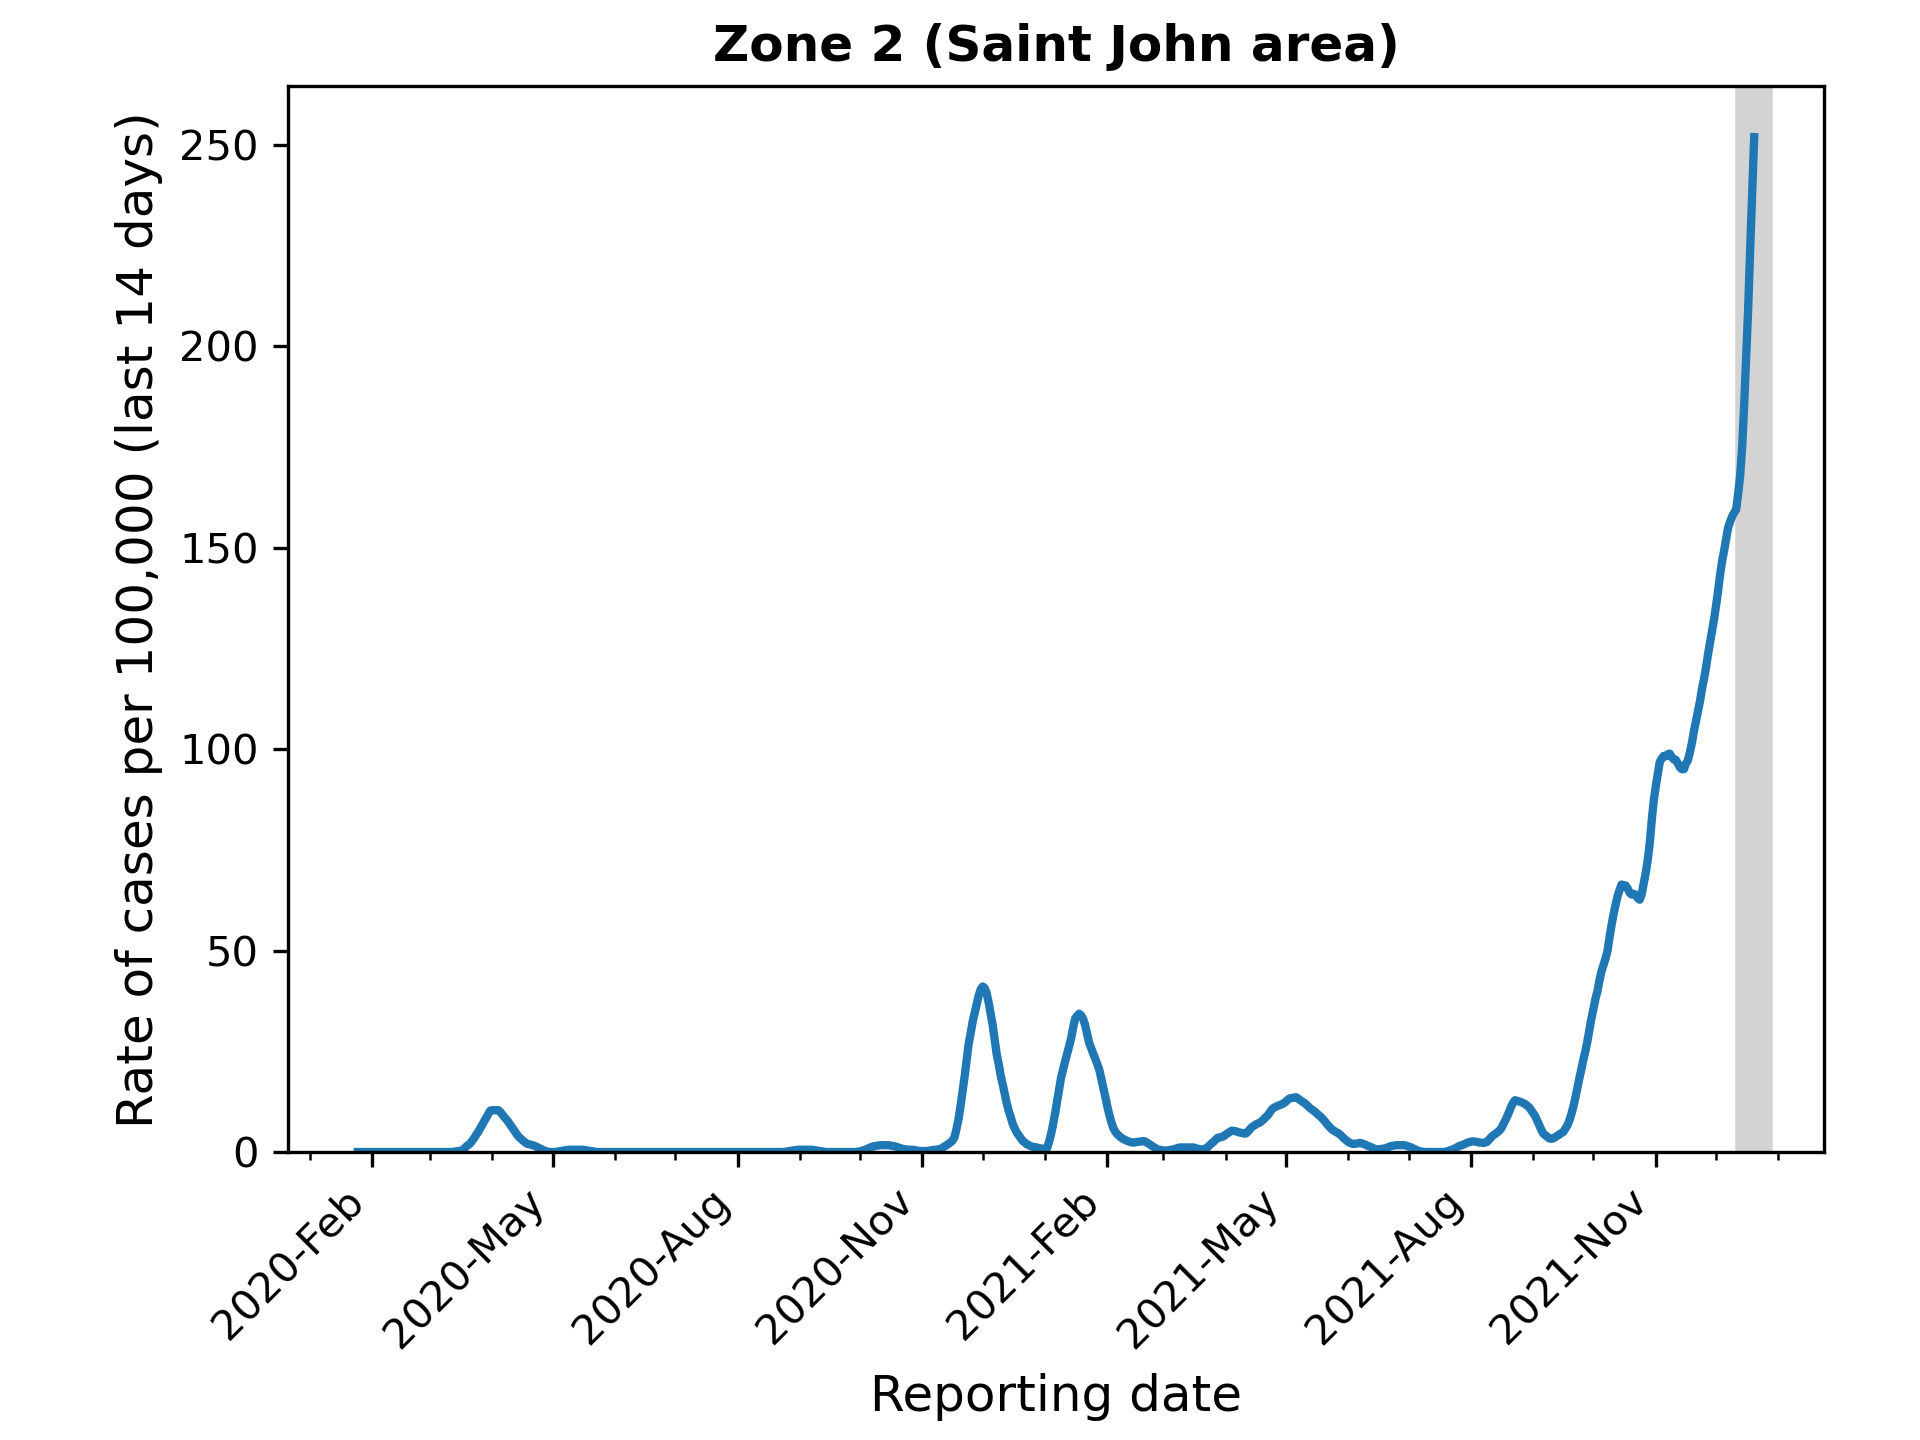 Zone 2 (Saint John area)
Rate of cases per 100,000 (last 14 days)
250
200
150
100
50
0
2020-Feb
2020-May
2020-Aug
2020-Nov
2021-Feb
2021-May
2021-Aug
2021-Nov
Reporting date